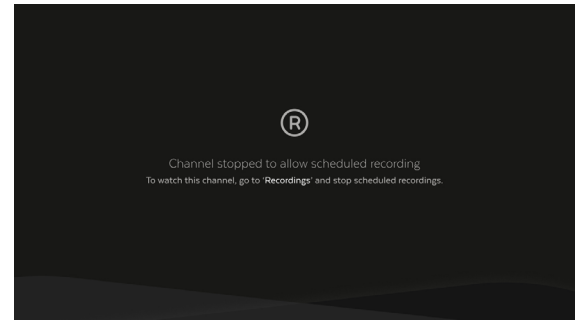 R
Channel stopped to allow scheduled recording
To watch this channel, go to 'Recordings' and stop scheduled recordings.